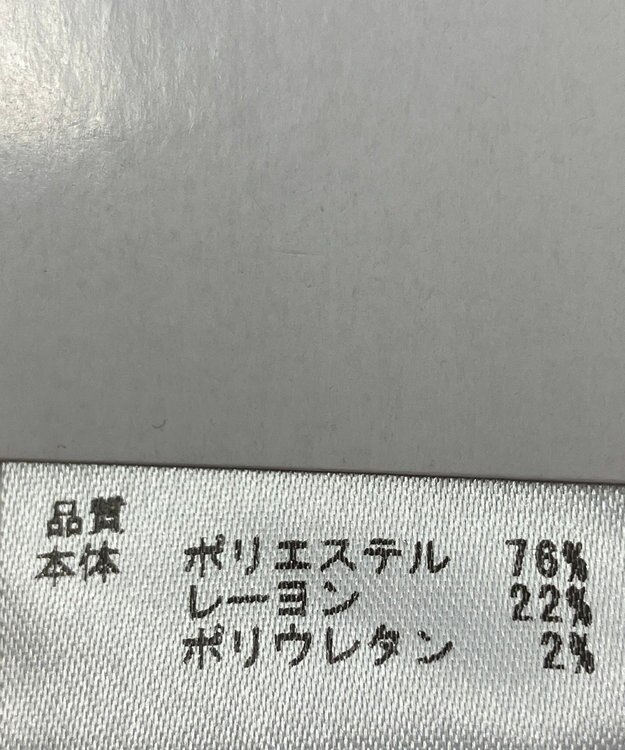 品質
本体 ポリエステル 76%
レーヨン 22%
ポリウレタン 2%